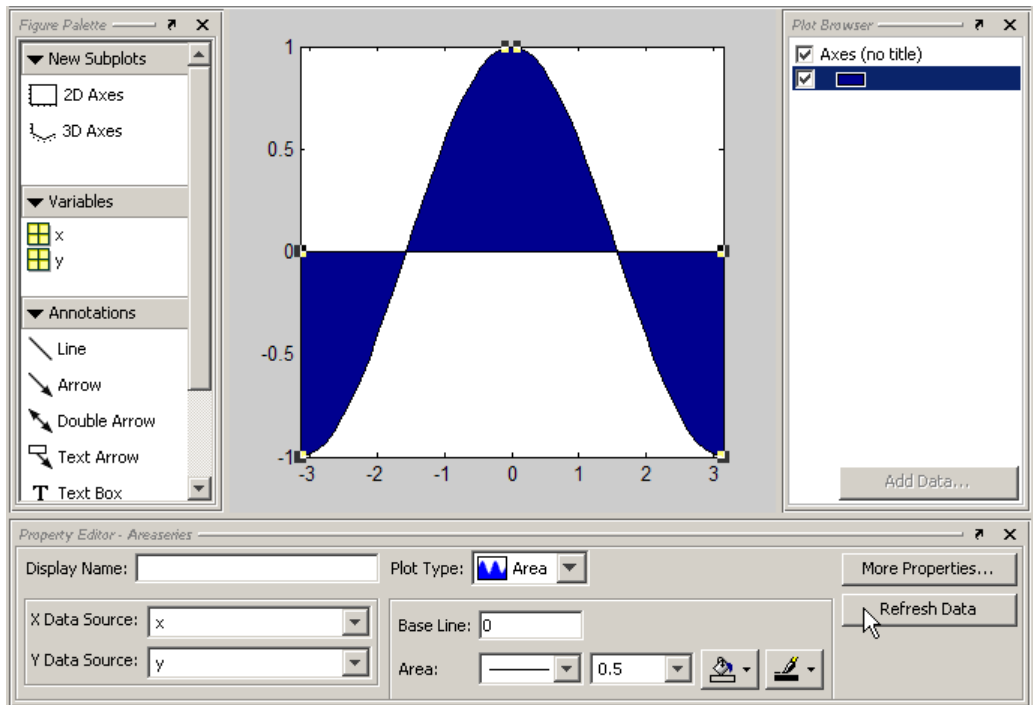 Figure Palette
New Subplots
2D Axes
3D Axes
Variables
x
y
Annotations
Line
Arrow
Double Arrow
Text Arrow
T Text Box
1
0.5
0
-0.5
-1
-3 -2 -1 0 1 2 3
Plot Browser
Axes (no title)
Add Data...
Property Editor - Areaseries
Display Name:
Plot Type: Area
More Properties...
X Data Source: x
Base Line: 0
Refresh Data
Y Data Source: y
Area: 0.5